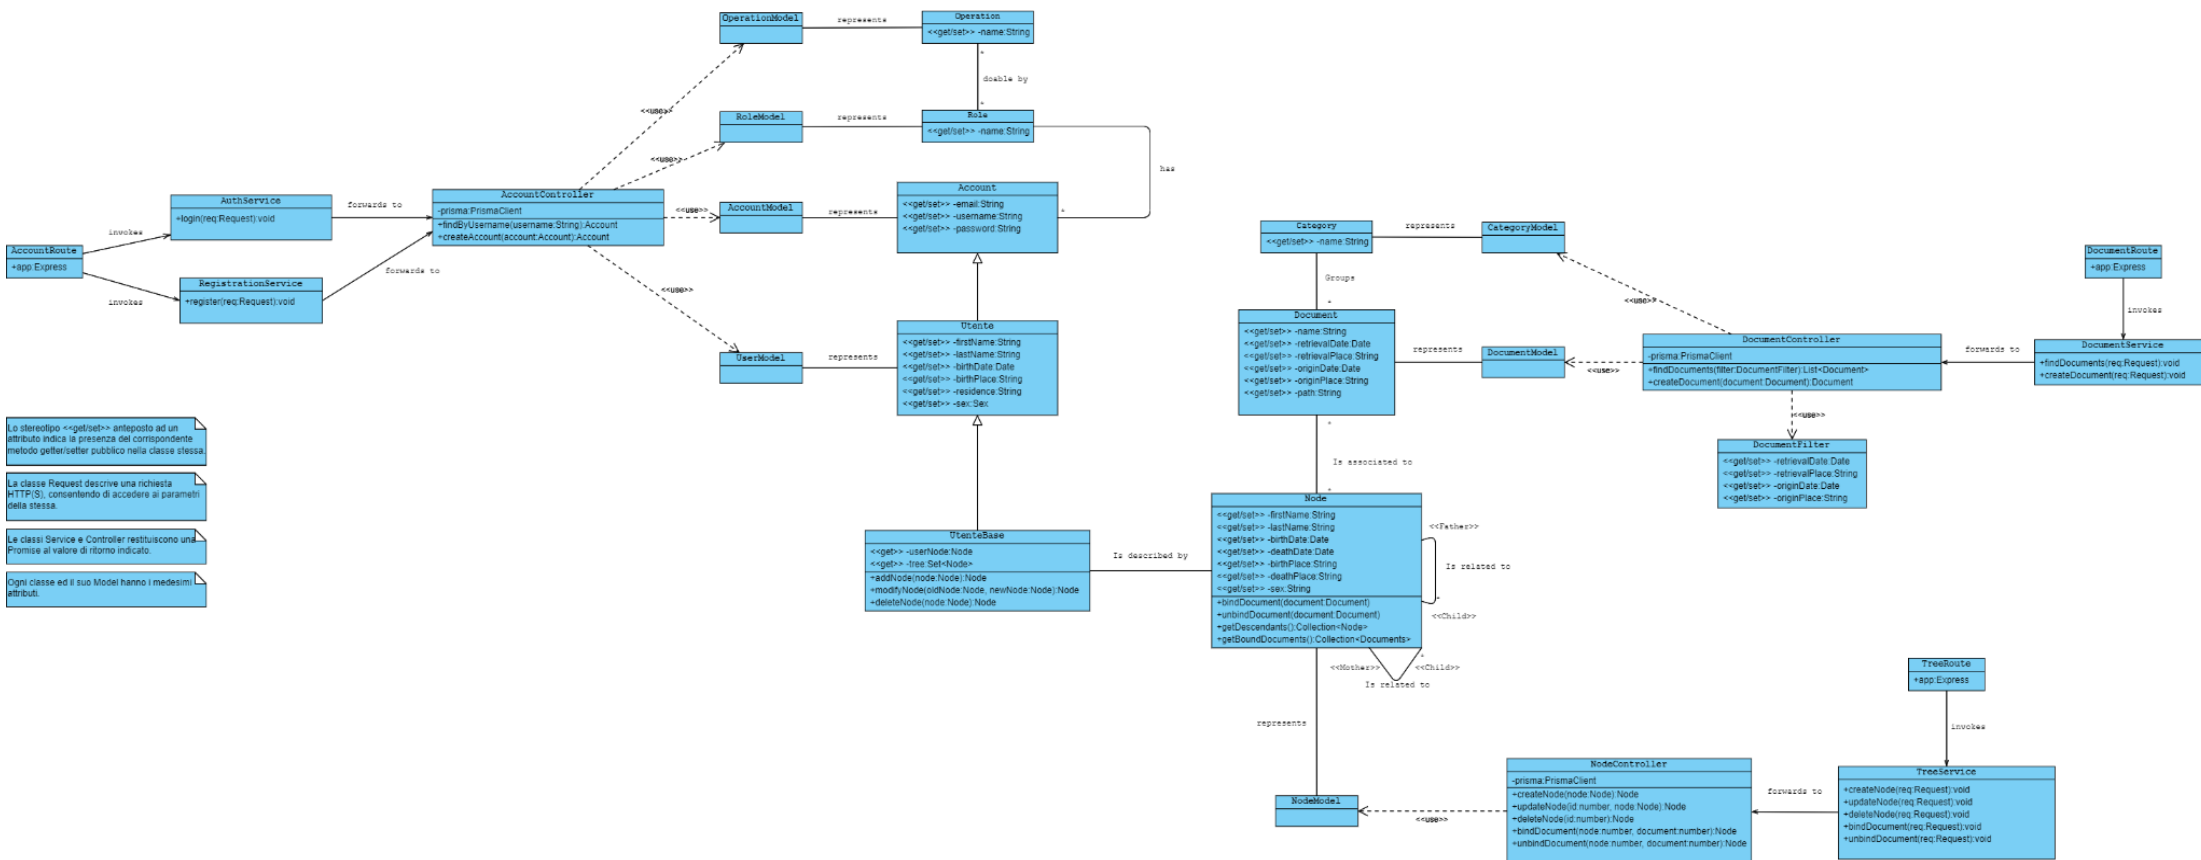 OperationModel
represents
Operation
<<get/set>> -name:String
*
doable by
*
<<use>>
RoleModel
represents
Role
<<get/set>> -name:String
<<use>>
has
*
AccountRoute
+app:Express
invokes
invokes
AuthService
+login(req:Request):void
forwards to
RegistrationService
+register(req:Request):void
forwards to
AccountController
-prisma:PrismaClient
+findByUsername(username:String):Account
+createAccount(account:Account):Account
<<use>>
AccountModel
represents
Account
<<get/set>> -email:String
<<get/set>> -username:String
<<get/set>> -password:String
<<use>>
UserModel
represents
Utente
<<get/set>> -firstName:String
<<get/set>> -lastName:String
<<get/set>> -birthDate:Date
<<get/set>> -birthPlace:String
<<get/set>> -residence:String
<<get/set>> -sex:Sex
Category
<<get/set>> -name:String
represents
CategoryModel
Groups
*
<<use>>
Document
<<get/set>> -name:String
<<get/set>> -retrievalDate:Date
<<get/set>> -retrievalPlace:String
<<get/set>> -originDate:Date
<<get/set>> -originPlace:String
<<get/set>> -path:String
represents
DocumentModel
<<use>>
DocumentController
-prisma:PrismaClient
+findDocuments(filter:DocumentFilter):List<Document>
+createDocument(document:Document):Document
forwards to
DocumentRoute
+app:Express
invokes
DocumentService
+findDocuments(req:Request):void
+createDocument(req:Request):void
<<use>>
DocumentFilter
<<get/set>> -retrievalDate:Date
<<get/set>> -retrievalPlace:String
<<get/set>> -originDate:Date
<<get/set>> -originPlace:String
Lo stereotipo <<get/set>> anteposto ad un
attributo indica la presenza del corrispondente
metodo getter/setter pubblico nella classe stessa.
La classe Request descrive una richiesta
HTTP(S), consentendo di accedere ai parametri
della stessa.
Le classi Service e Controller restituiscono una
Promise al valore di ritorno indicato.
Ogni classe ed il suo Model hanno i medesimi
attributi.
*
Is associated to
*
UtenteBase
<<get>> -userNode:Node
<<get>> -tree:Set<Node>
+addNode(node:Node):Node
+modifyNode(oldNode:Node, newNode:Node):Node
+deleteNode(node:Node):Node
Is described by
Node
<<get/set>> -firstName:String
<<get/set>> -lastName:String
<<get/set>> -birthDate:Date
<<get/set>> -deathDate:Date
<<get/set>> -birthPlace:String
<<get/set>> -deathPlace:String
<<get/set>> -sex:String
+bindDocument(document:Document)
+unbindDocument(document:Document)
+getDescendants():Collection<Node>
+getBoundDocuments():Collection<Documents>
<<Father>>
Is related to
*
<<Child>>
*
<<Mother>>
<<Child>>
Is related to
represents
NodeModel
<<use>>
NodeController
-prisma:PrismaClient
+createNode(node:Node):Node
+updateNode(id:number, node:Node):Node
+deleteNode(id:number):Node
+bindDocument(node:number, document:number):Node
+unbindDocument(node:number, document:number):Node
forwards to
TreeRoute
+app:Express
invokes
TreeService
+createNode(req:Request):void
+updateNode(req:Request):void
+deleteNode(req:Request):void
+bindDocument(req:Request):void
+unbindDocument(req:Request):void